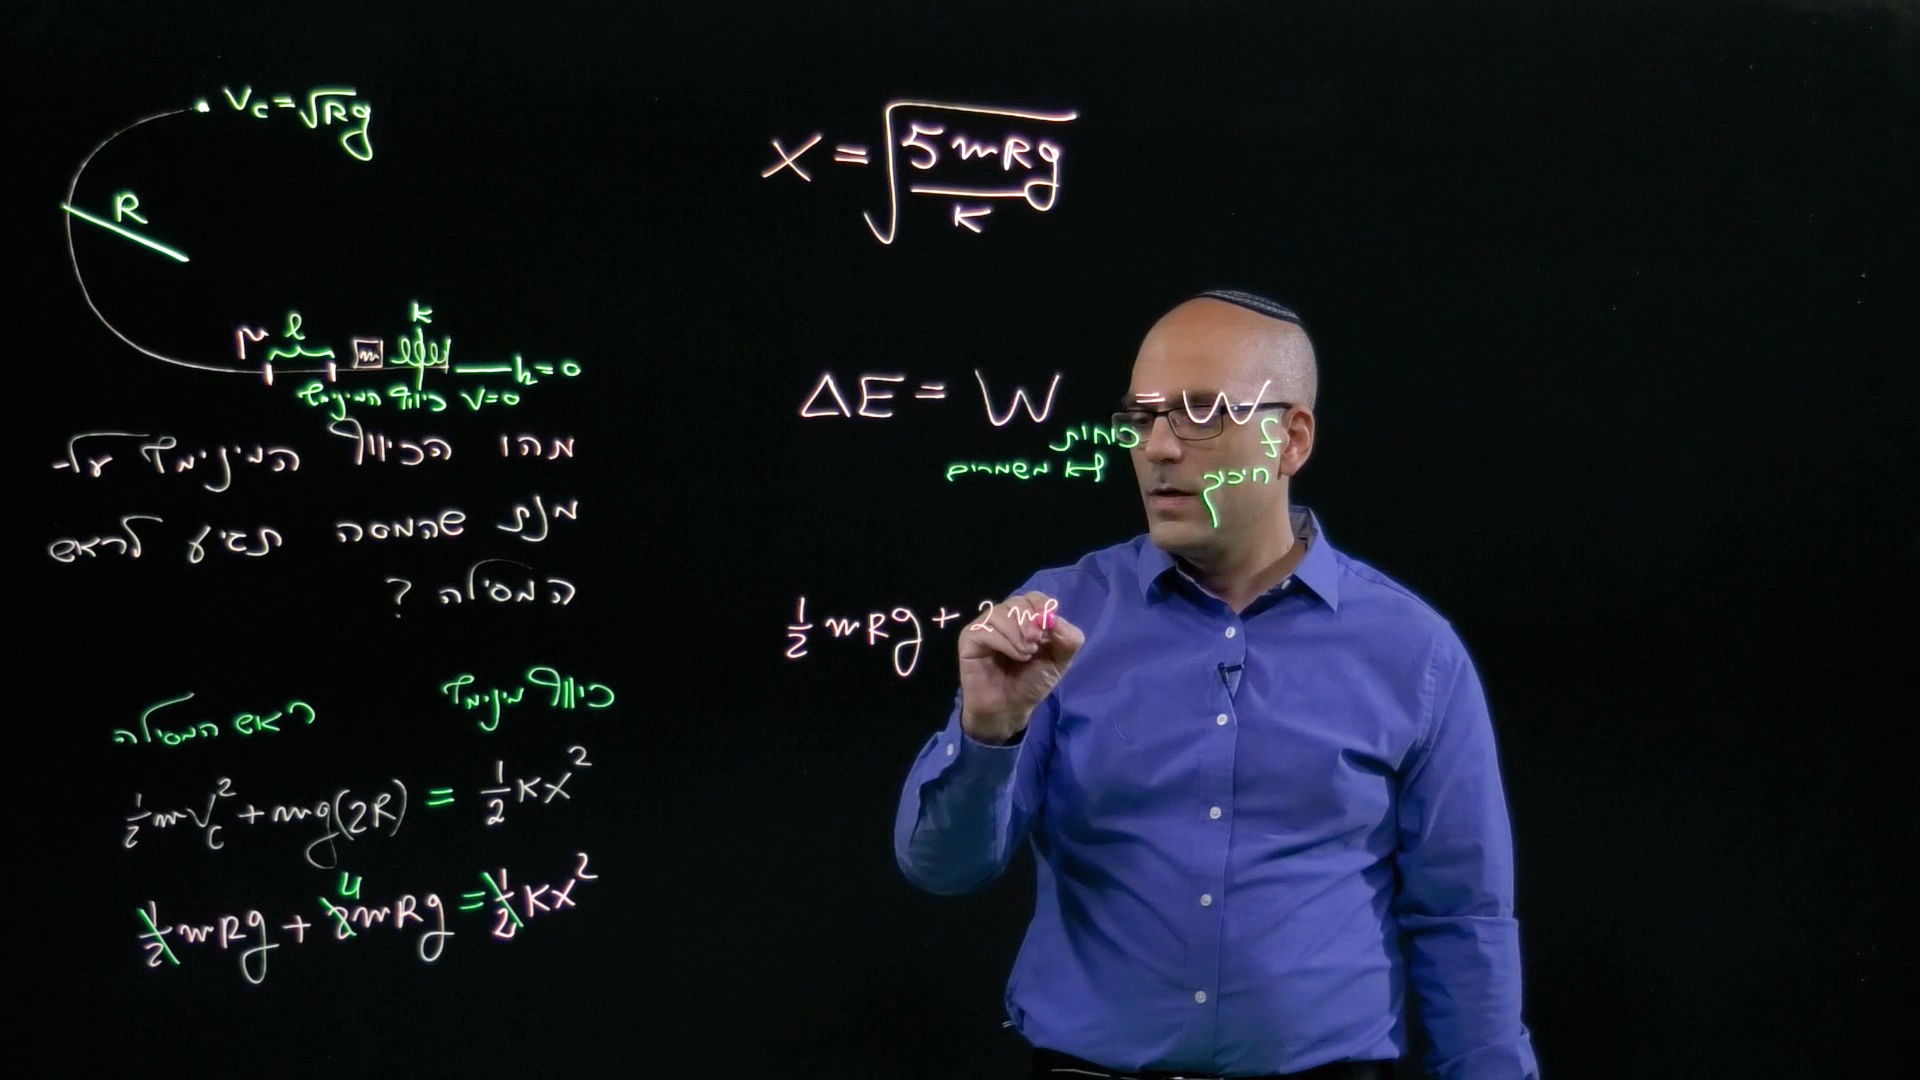 V_c = √Rg
R
μ l m k h=0
כיווץ המינימלי V=0
מהו הכיווץ המינימלי על-
מנת שהמסה תגיע לראש
המסילה ?
כיווץ מינימלי
ראש המסילה
½mV_c² + mg(2R) = ½kx²
½mRg + 2mRg = ½kx²
4
X = √(5mRg/k)
ΔE = W = W_f
כוחות
לא משמרים
חיכוך
½mRg + 2mR